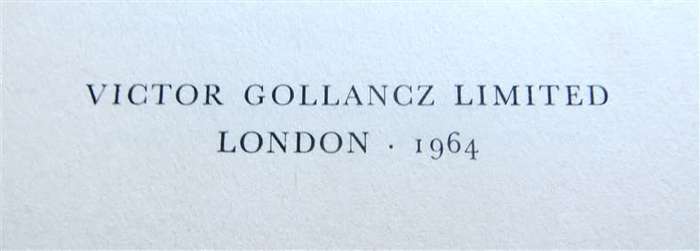 VICTOR GOLLANCZ LIMITED
LONDON · 1964